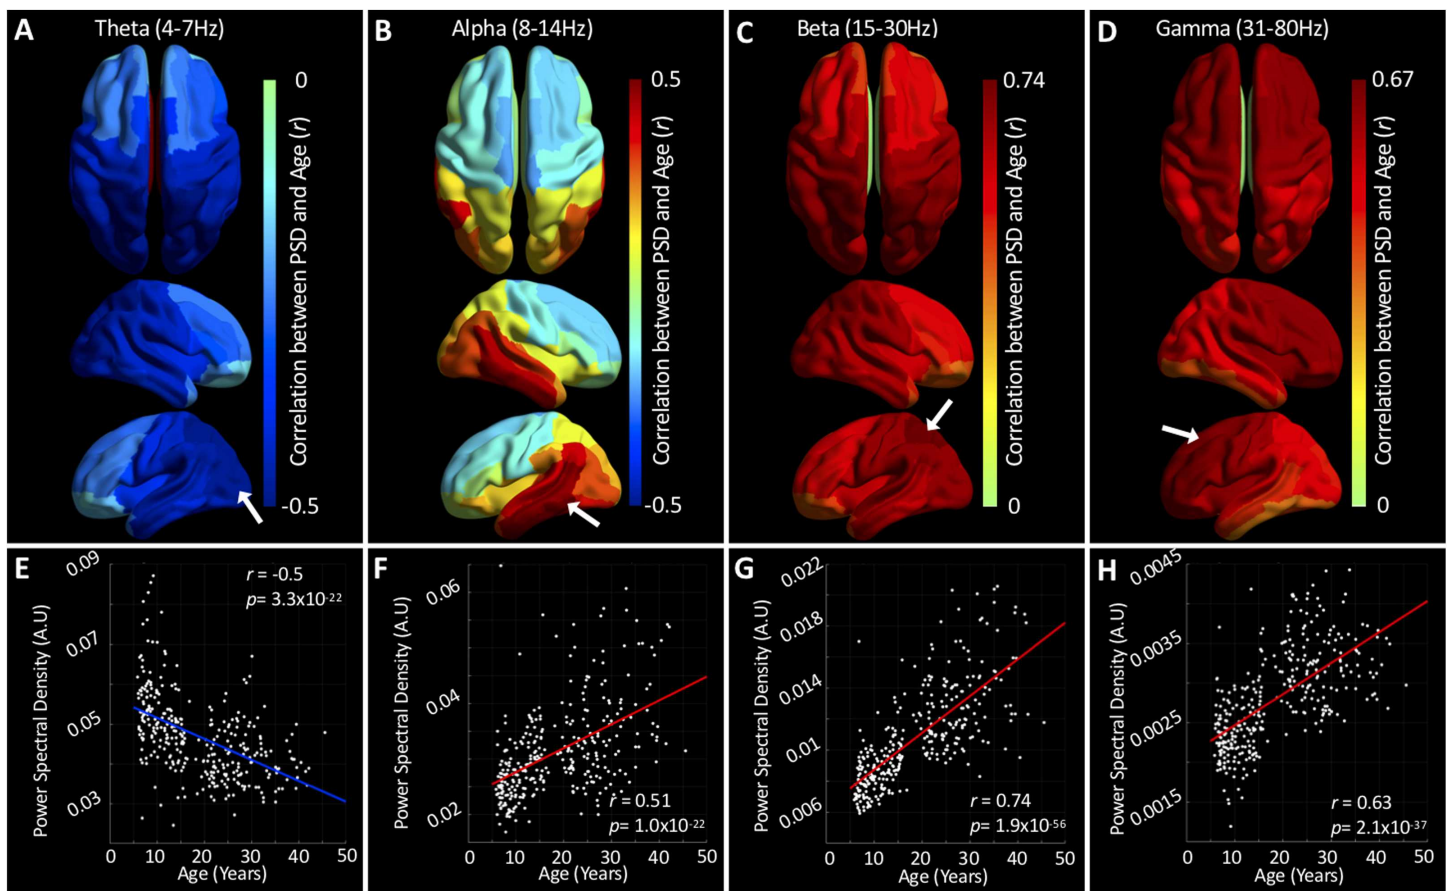 A
Theta (4-7Hz)
0
Correlation between PSD and Age (r)
-0.5
B
Alpha (8-14Hz)
0.5
Correlation between PSD and Age (r)
-0.5
C
Beta (15-30Hz)
0.74
Correlation between PSD and Age (r)
0
D
Gamma (31-80Hz)
0.67
Correlation between PSD and Age (r)
0
E
r = -0.5
p= 3.3x10-22
Power Spectral Density (A.U)
0.09
0.07
0.05
0.03
0 10 20 30 40 50
Age (Years)
F
Power Spectral Density (A.U)
0.06
0.04
0.02
r = 0.51
p= 1.0x10-22
0 10 20 30 40 50
Age (Years)
G
Power Spectral Density (A.U)
0.022
0.018
0.014
0.01
0.006
r = 0.74
p= 1.9x10-56
0 10 20 30 40 50
Age (Years)
H
Power Spectral Density (A.U)
0.0045
0.0035
0.0025
0.0015
r = 0.63
p= 2.1x10-37
0 10 20 30 40 50
Age (Years)